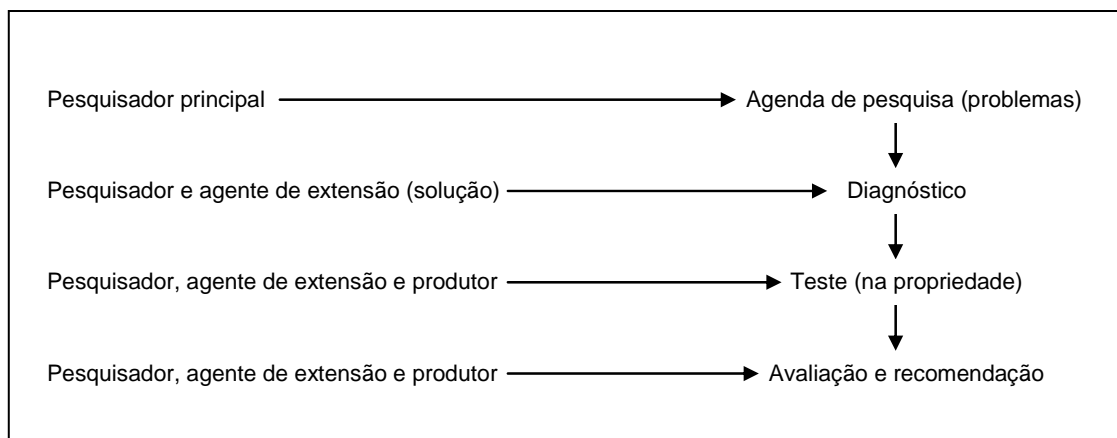 Pesquisador principal
Agenda de pesquisa (problemas)
Pesquisador e agente de extensão (solução)
Diagnóstico
Pesquisador, agente de extensão e produtor
Teste (na propriedade)
Pesquisador, agente de extensão e produtor
Avaliação e recomendação